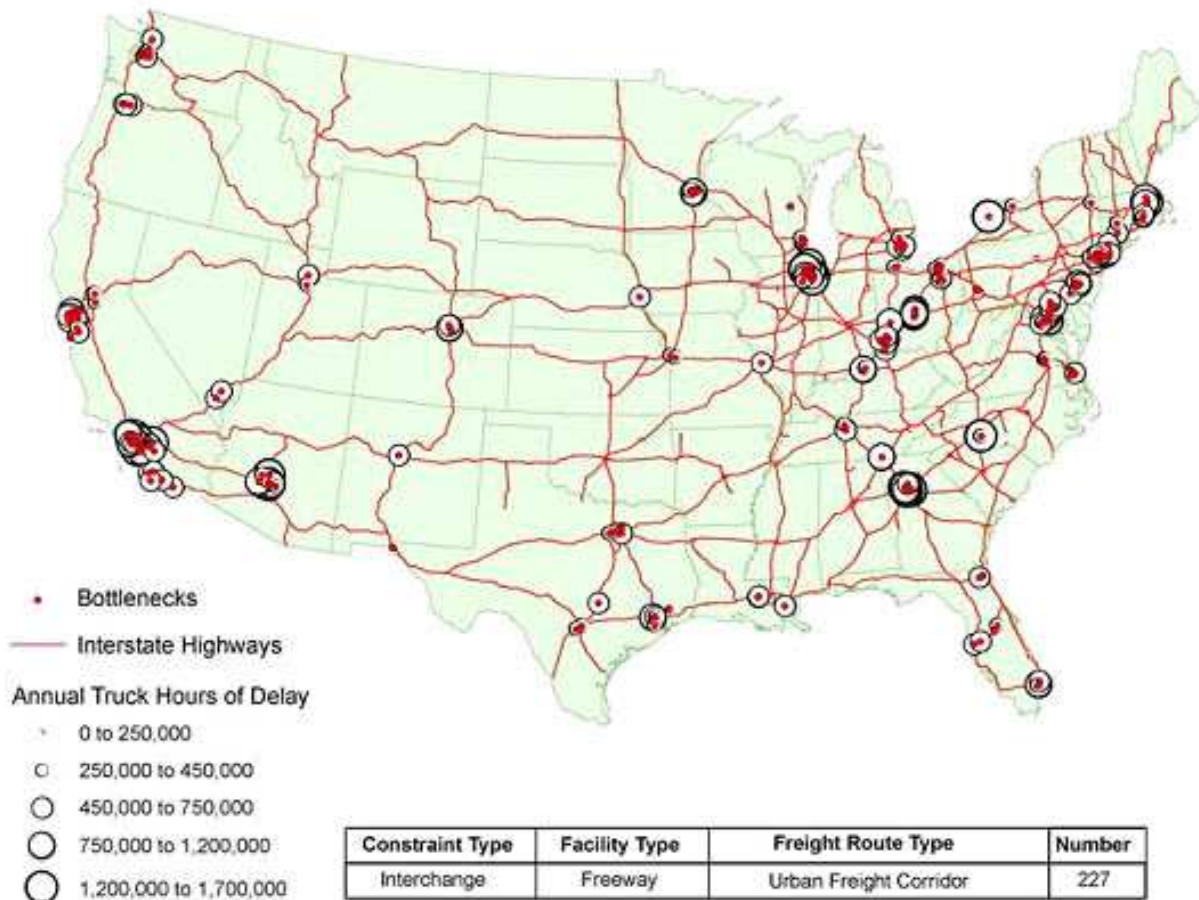 Bottlenecks
Interstate Highways
Annual Truck Hours of Delay
0 to 250,000
250,000 to 450,000
450,000 to 750,000
750,000 to 1,200,000
1,200,000 to 1,700,000
Constraint Type Facility Type Freight Route Type Number
Interchange Freeway Urban Freight Corridor 227